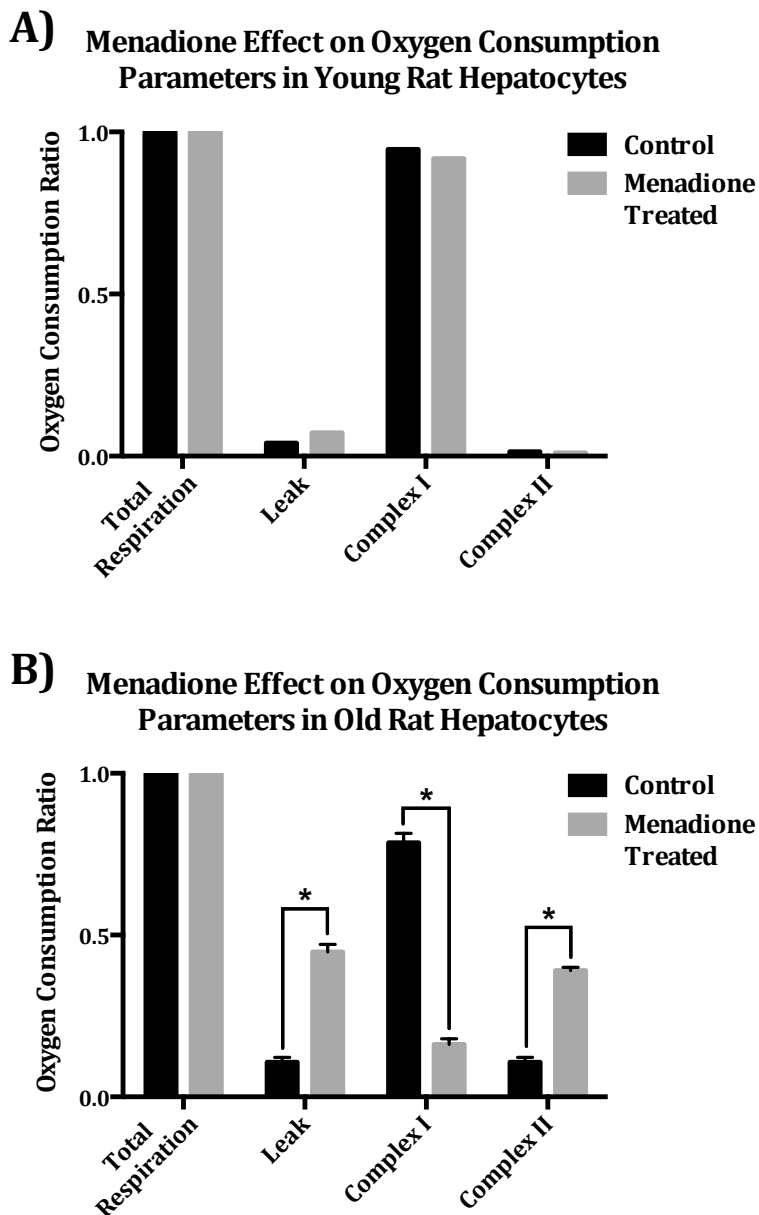 A)
Menadione Effect on Oxygen Consumption
Parameters in Young Rat Hepatocytes
Oxygen Consumption Ratio
1.0
0.5
0.0
Control
Menadione
Treated
Total
Respiration
Leak
Complex I
Complex II
B)
Menadione Effect on Oxygen Consumption
Parameters in Old Rat Hepatocytes
Oxygen Consumption Ratio
1.0
0.5
0.0
*
*
*
Control
Menadione
Treated
Total
Respiration
Leak
Complex I
Complex II